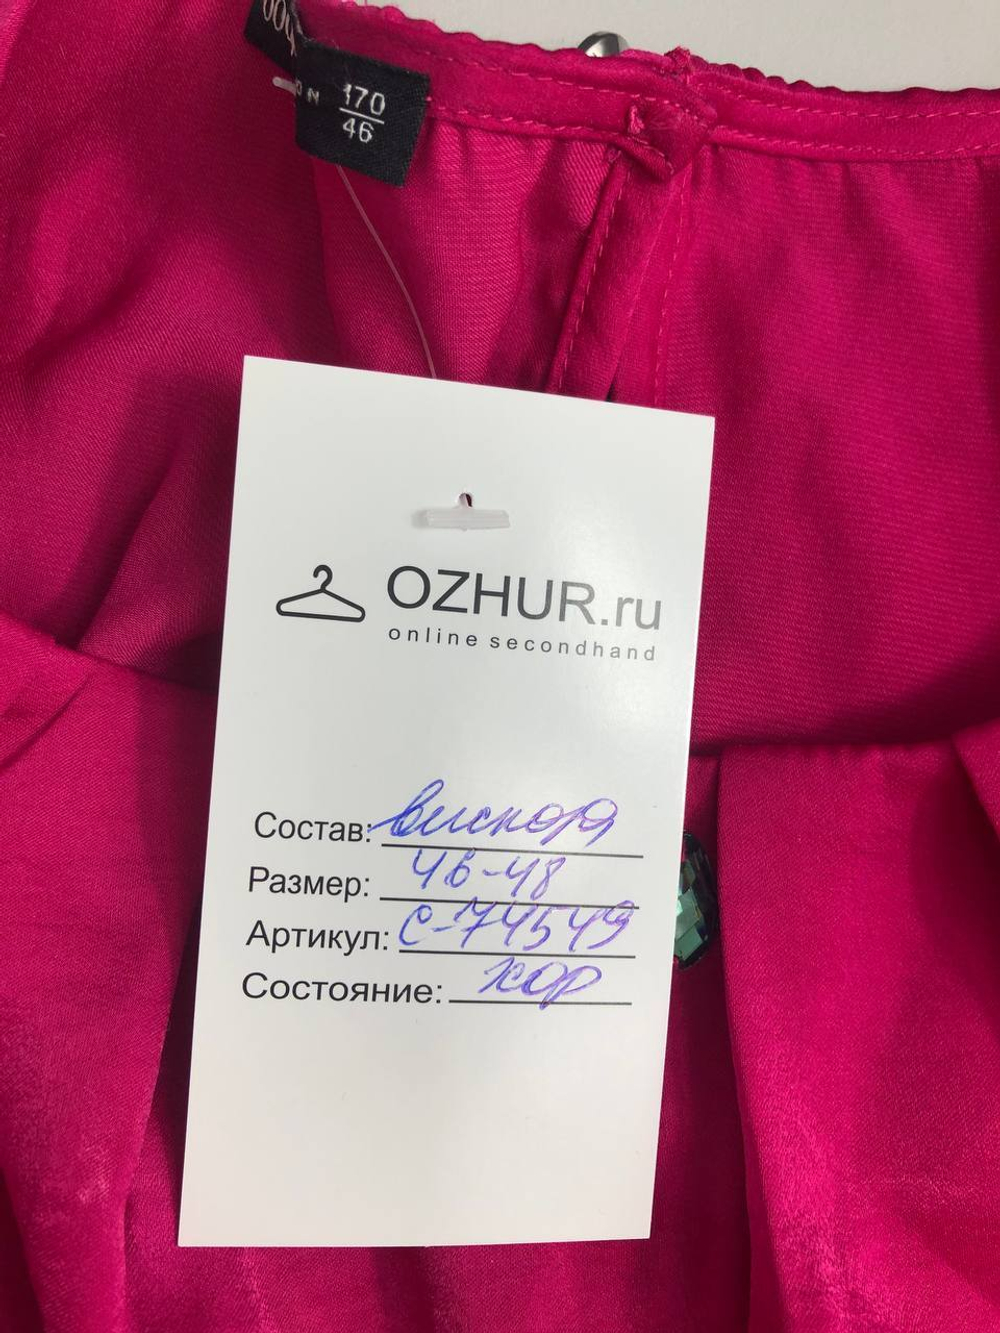 170
46
OZHUR.ru
online secondhand
Состав: вискоза
Размер: 46-48
Артикул: С-74549
Состояние: хор